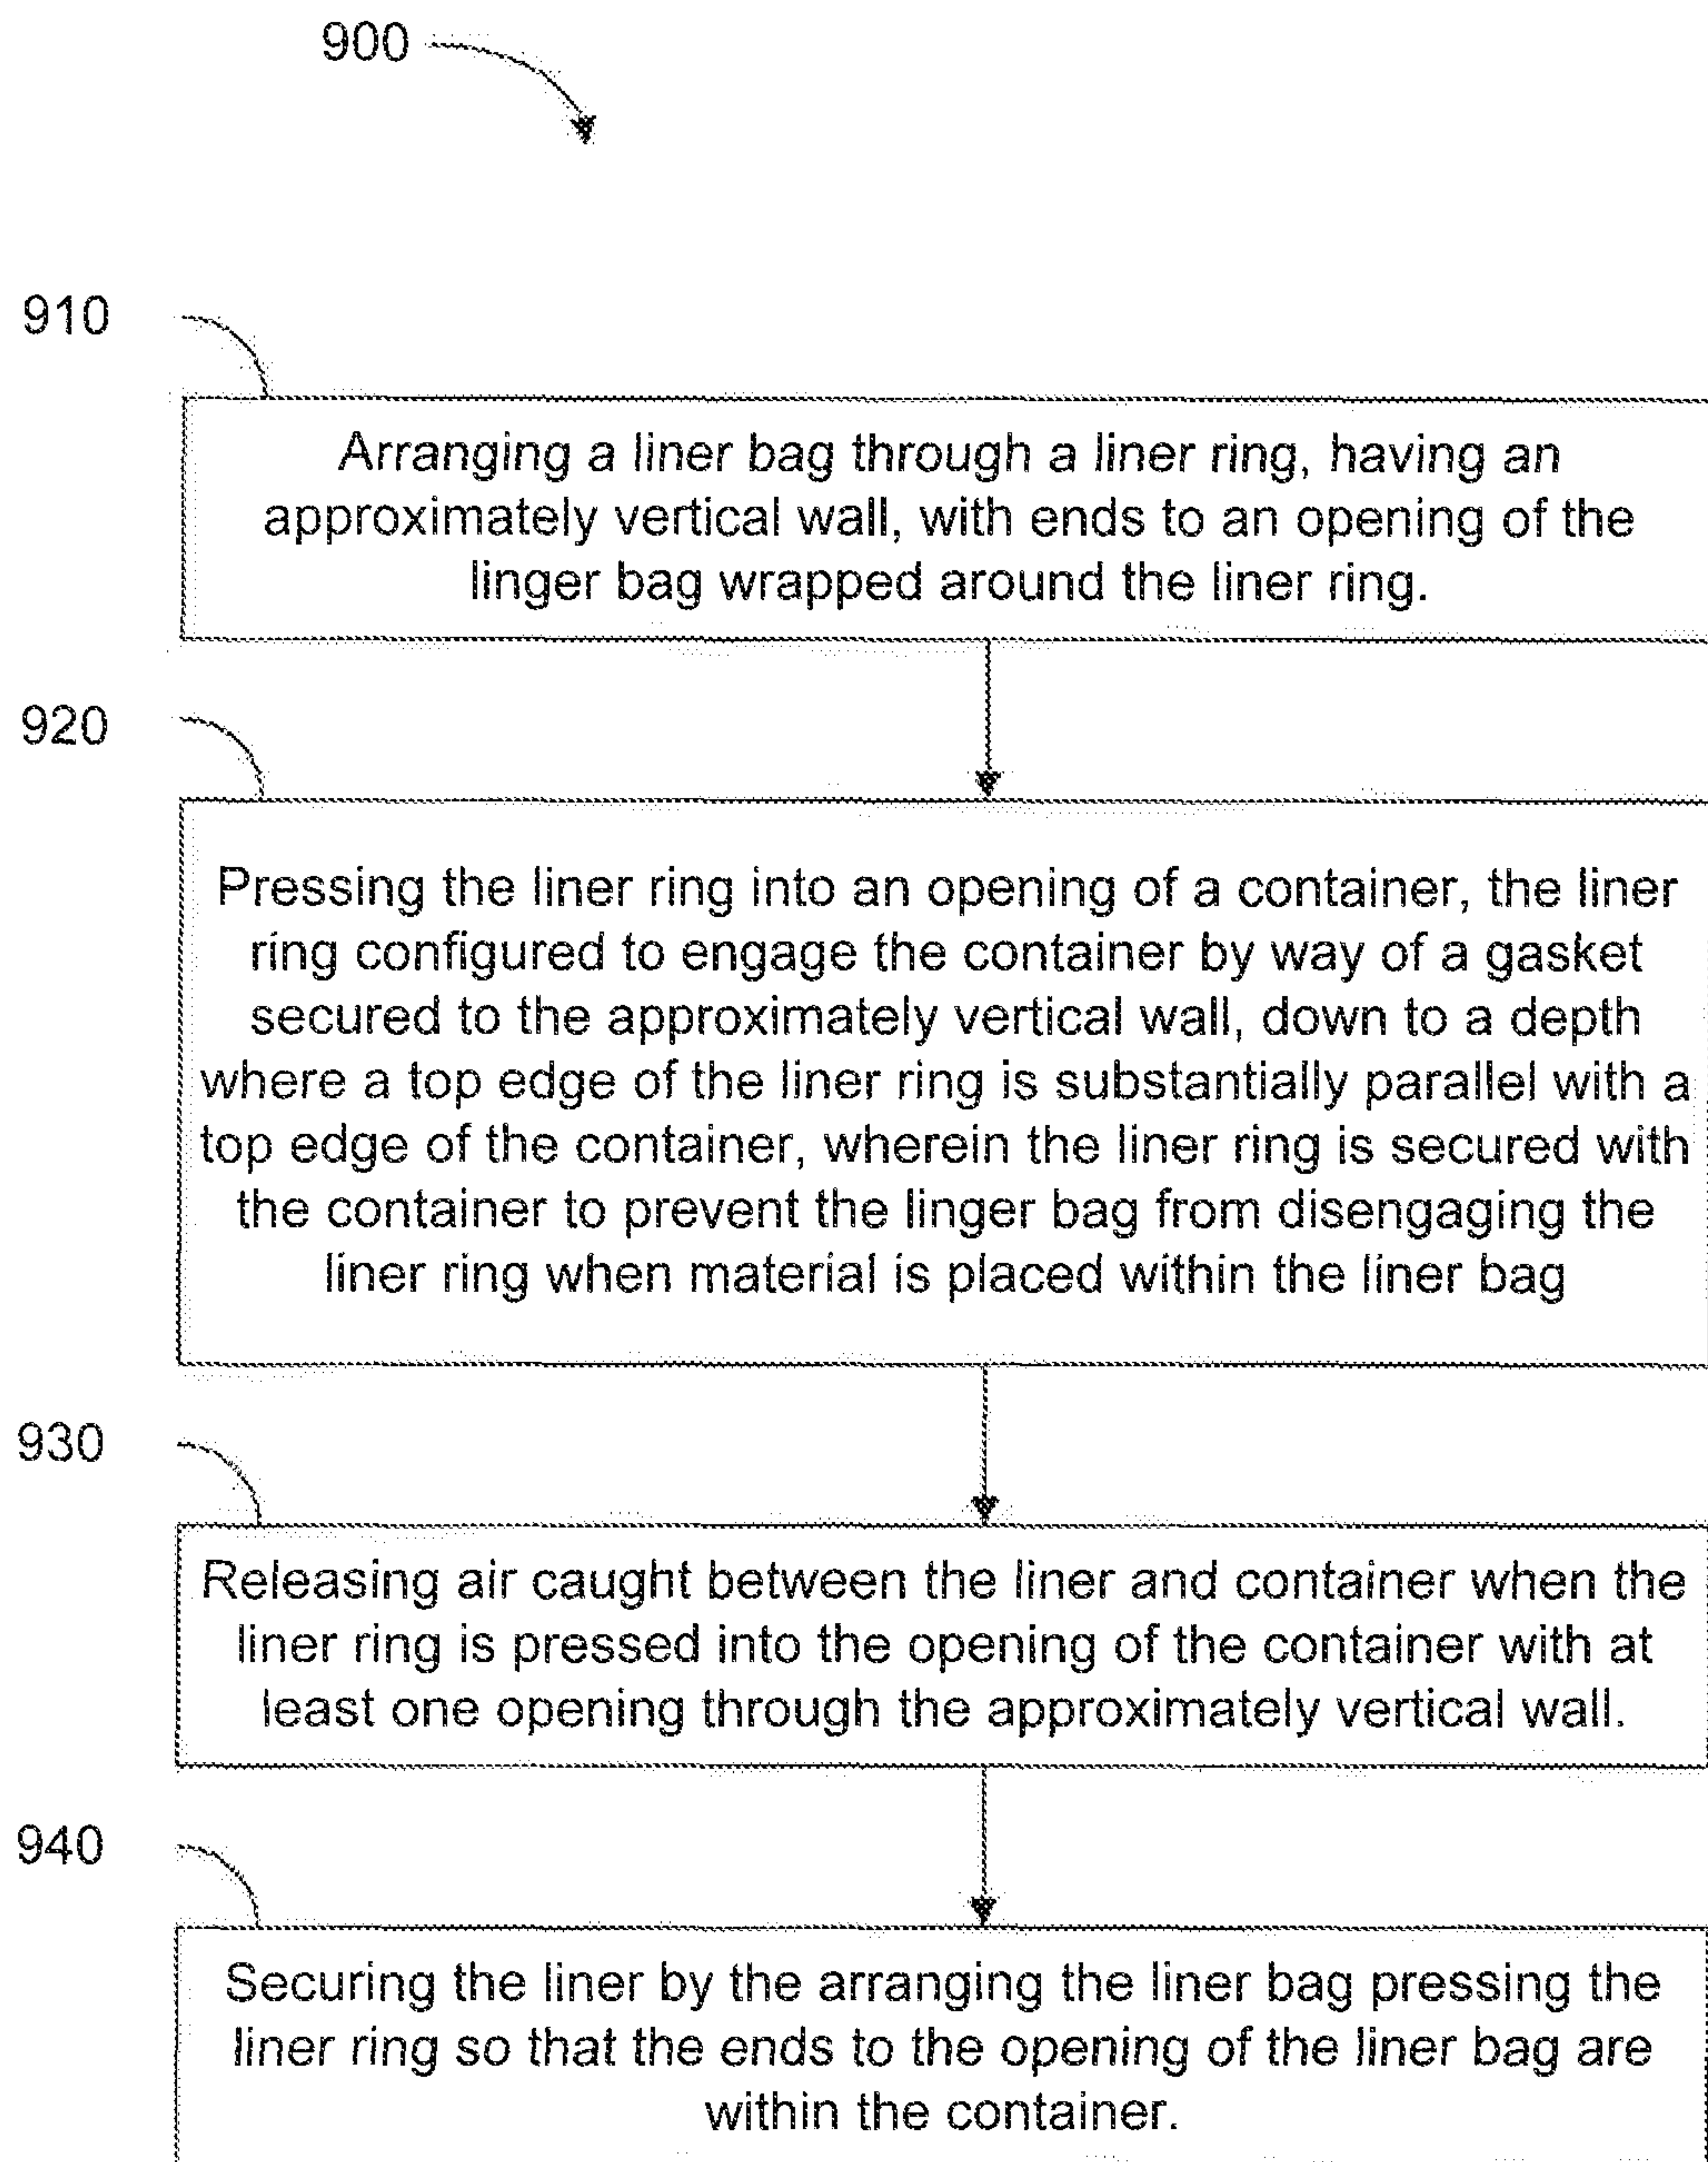 900
910
Arranging a liner bag through a liner ring, having an
approximately vertical wall, with ends to an opening of the
linger bag wrapped around the liner ring.
920
Pressing the liner ring into an opening of a container, the liner
ring configured to engage the container by way of a gasket
secured to the approximately vertical wall, down to a depth
where a top edge of the liner ring is substantially parallel with a
top edge of the container, wherein the liner ring is secured with
the container to prevent the linger bag from disengaging the
liner ring when material is placed within the liner bag
930
Releasing air caught between the liner and container when the
liner ring is pressed into the opening of the container with at
least one opening through the approximately vertical wall.
940
Securing the liner by the arranging the liner bag pressing the
liner ring so that the ends to the opening of the liner bag are
within the container.